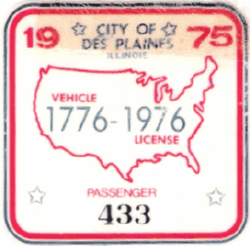 19 CITY OF 75
DES PLAINES
ILLINOIS
VEHICLE
1776-1976
LICENSE
PASSENGER
433